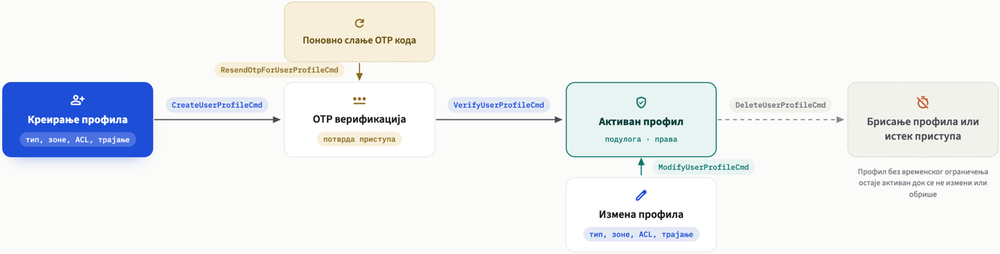 Поновно слање ОТР кода
ResendOtpForUserProfileCmd
Креирање профила
тип, зоне, ACL, трајање
CreateUserProfileCmd
ОТР верификација
потврда приступа
VerifyUserProfileCmd
Активан профил
подулога · права
DeleteUserProfileCmd
Брисање профила или
истек приступа
Профил без временског ограничења
остаје активан док се не измени или
обрише
ModifyUserProfileCmd
Измена профила
тип, зоне, ACL, трајање